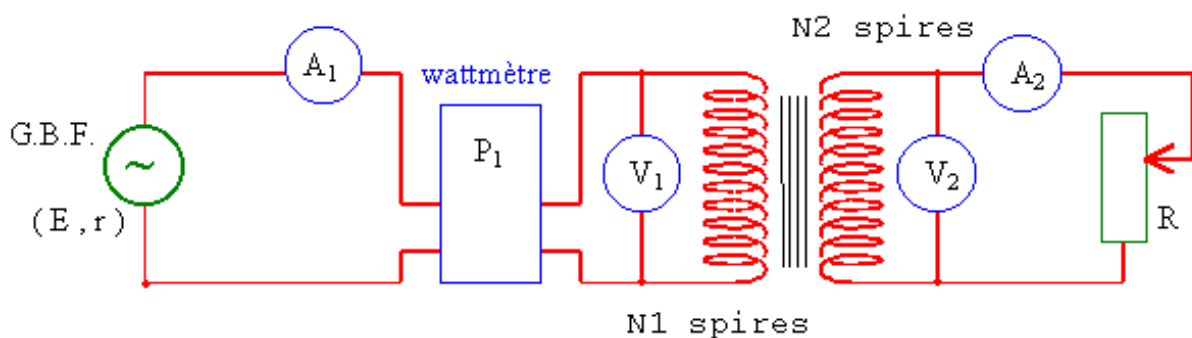 N2 spires
A1
wattmètre
A2
G.B.F.
~
P1
V1
V2
(E,r)
R
N1 spires